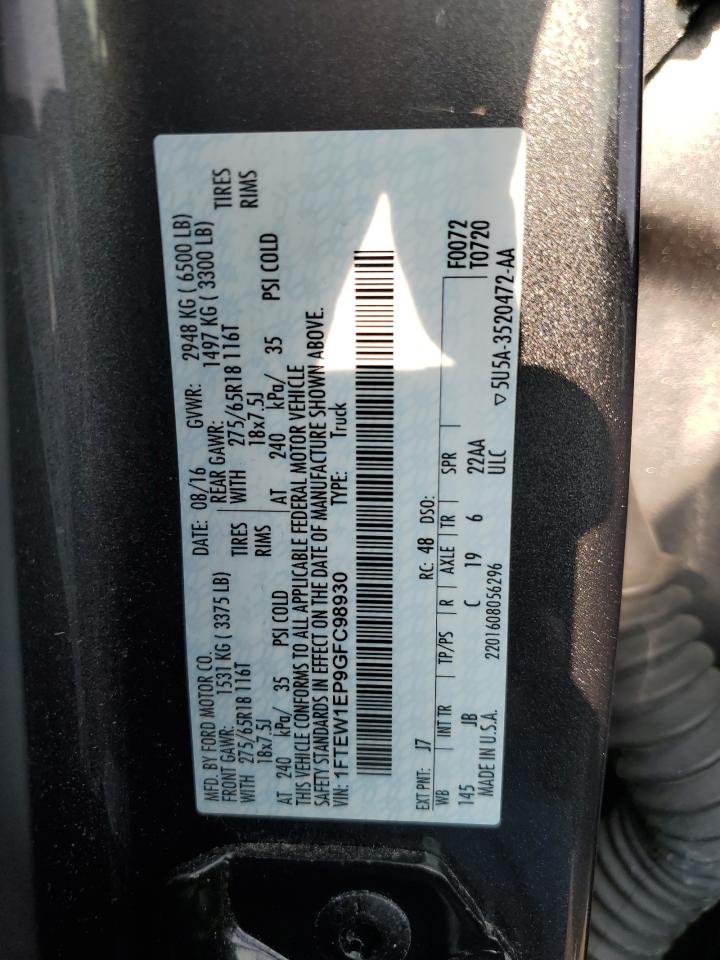 MFD. BY FORD MOTOR CO. DATE: 08/16 GVWR: 2948 KG ( 6500 LB)
FRONT GAWR: 1531 KG ( 3375 LB) REAR GAWR: 1497 KG ( 3300 LB)
WITH 275/65R18 116T TIRES WITH 275/65R18 116T TIRES
18x7.5J RIMS 18x7.5J RIMS
AT 240 kPa/ 35 PSI COLD AT 240 kPa/ 35 PSI COLD
THIS VEHICLE CONFORMS TO ALL APPLICABLE FEDERAL MOTOR VEHICLE
SAFETY STANDARDS IN EFFECT ON THE DATE OF MANUFACTURE SHOWN ABOVE.
VIN: 1FTEW1EP9GFC98930 TYPE: Truck
EXT PNT: J7 RC: 48 DSO: F0072
WB INT TR TP/PS R AXLE TR SPR T0720
145 JB C 19 6 22AA
MADE IN U.S.A. 2201608056296 ULC
▽5U5A-3520472-AA